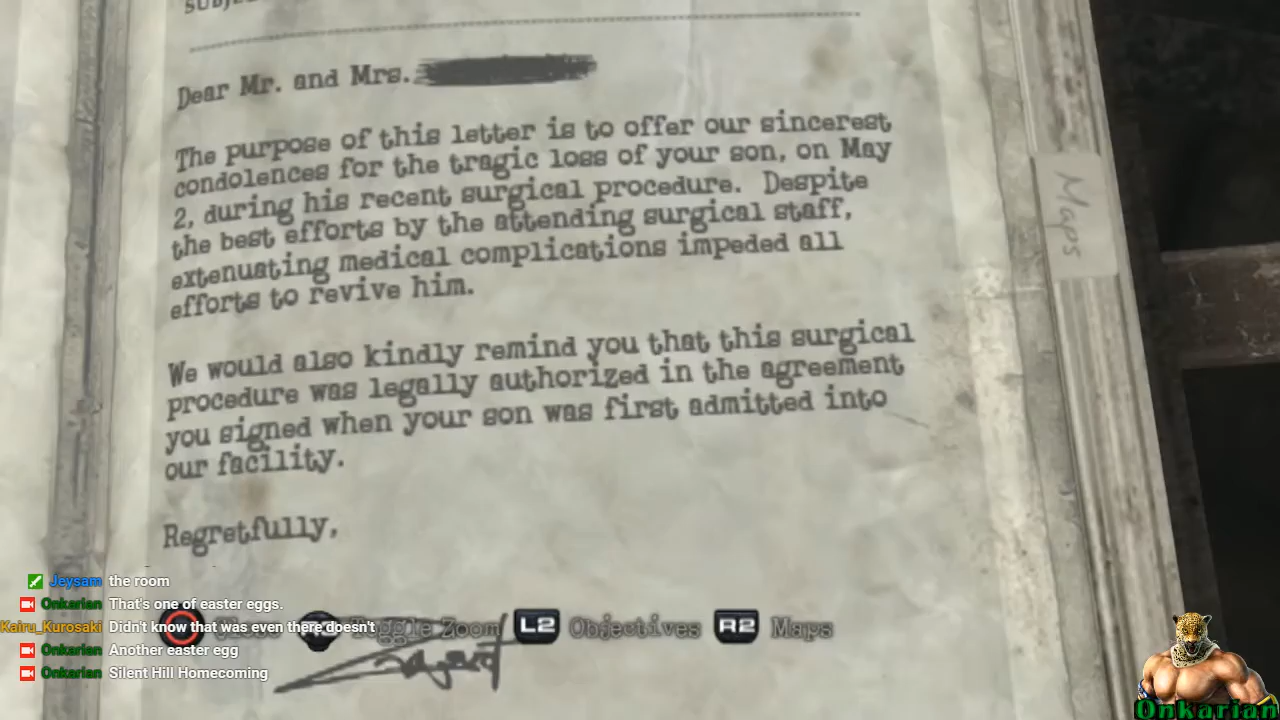 Dear Mr. and Mrs.
The purpose of this letter is to offer our sincerest
condolences for the tragic loss of your son, on May
2, during his recent surgical procedure. Despite
the best efforts by the attending surgical staff,
extenuating medical complications impeded all
efforts to revive him.
We would also kindly remind you that this surgical
procedure was legally authorized in the agreement
you signed when your son was first admitted into
our facility.
Regretfully,
Maps
Jeysam the room
Onkarian That's one of easter eggs.
Kairu_Kurosaki Didn't know that was even there doesn't
Onkarian Another easter egg
Onkarian Silent Hill Homecoming
Zoom L2 Objectives R2 Maps
Onkarian